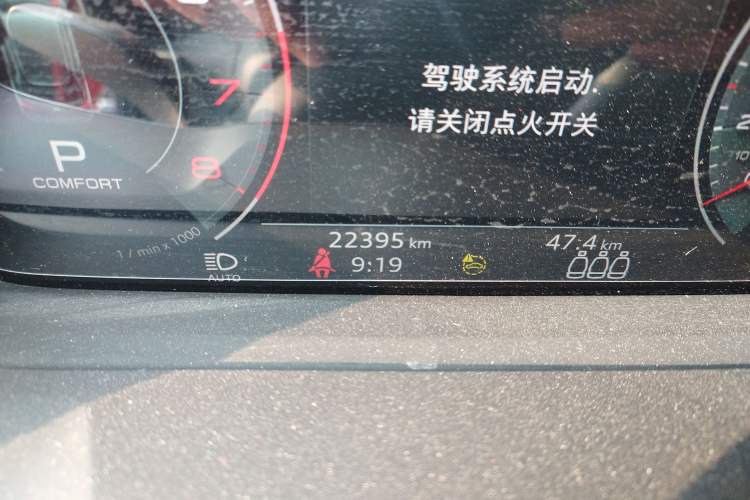 驾驶系统启动.
请关闭点火开关
7
8
P
COMFORT
1 / min x 1000
22395 km
47.4 km
AUTO
9:19